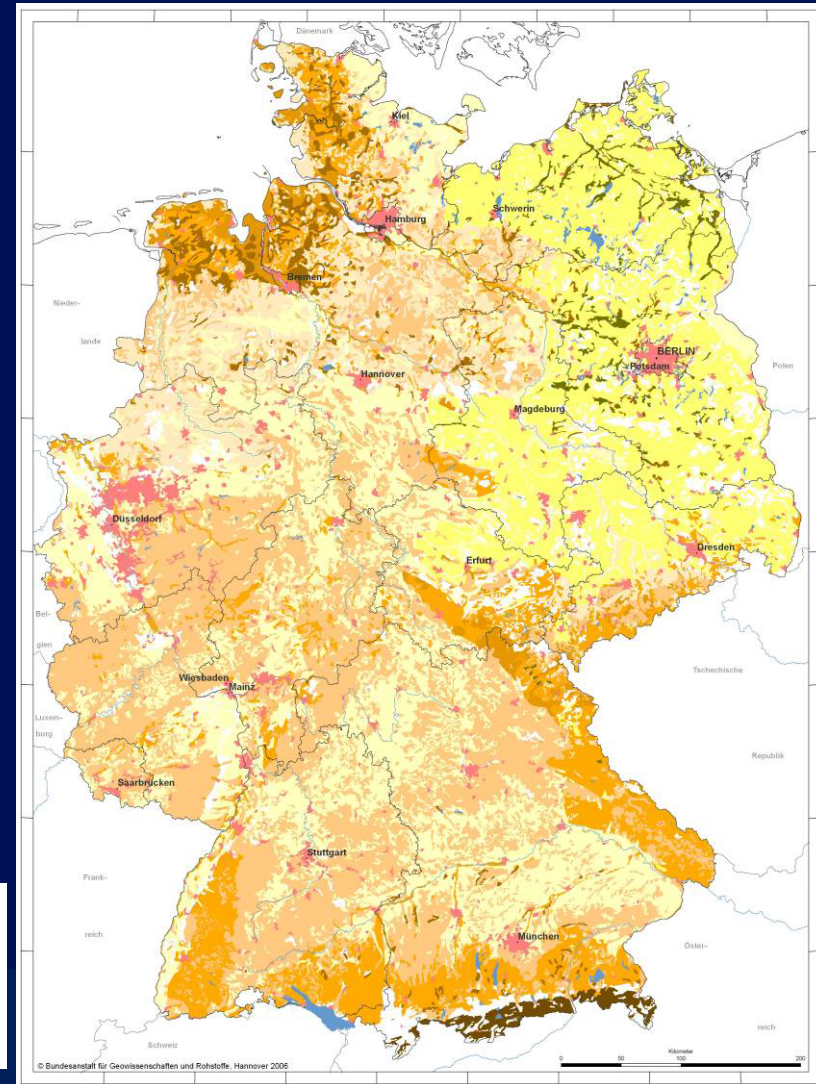 Dänemark
Kiel
Hamburg
Schwerin
Bremen
Nieder-
lande
BERLIN
Potsdam
Polen
Hannover
Magdeburg
Düsseldorf
Erfurt
Dresden
Bel-
gien
Wiesbaden
Mainz
Tschechische
Luxem-
burg
Republik
Saarbrücken
Stuttgart
Frank-
reich
München
Öster-
reich
Schweiz
Kilometer
0 50 100 200
© Bundesanstalt für Geowissenschaften und Rohstoffe, Hannover 2006